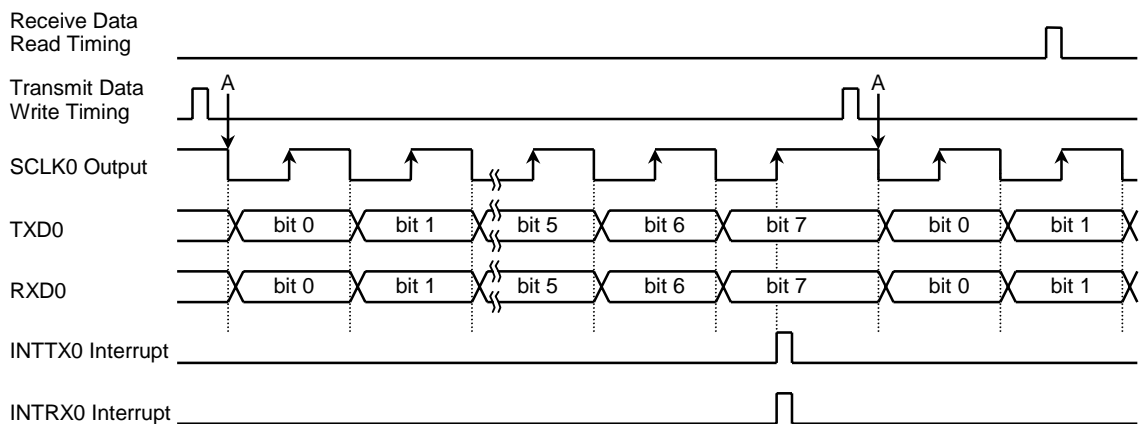 Receive Data
Read Timing
Transmit Data
Write Timing
A
A
SCLK0 Output
TXD0
bit 0
bit 1
bit 5
bit 6
bit 7
bit 0
bit 1
RXD0
bit 0
bit 1
bit 5
bit 6
bit 7
bit 0
bit 1
INTTX0 Interrupt
INTRX0 Interrupt